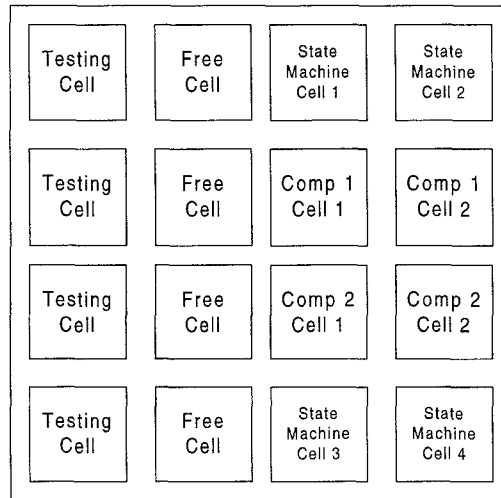 Testing
Cell
Free
Cell
State
Machine
Cell 1
State
Machine
Cell 2
Testing
Cell
Free
Cell
Comp 1
Cell 1
Comp 1
Cell 2
Testing
Cell
Free
Cell
Comp 2
Cell 1
Comp 2
Cell 2
Testing
Cell
Free
Cell
State
Machine
Cell 3
State
Machine
Cell 4